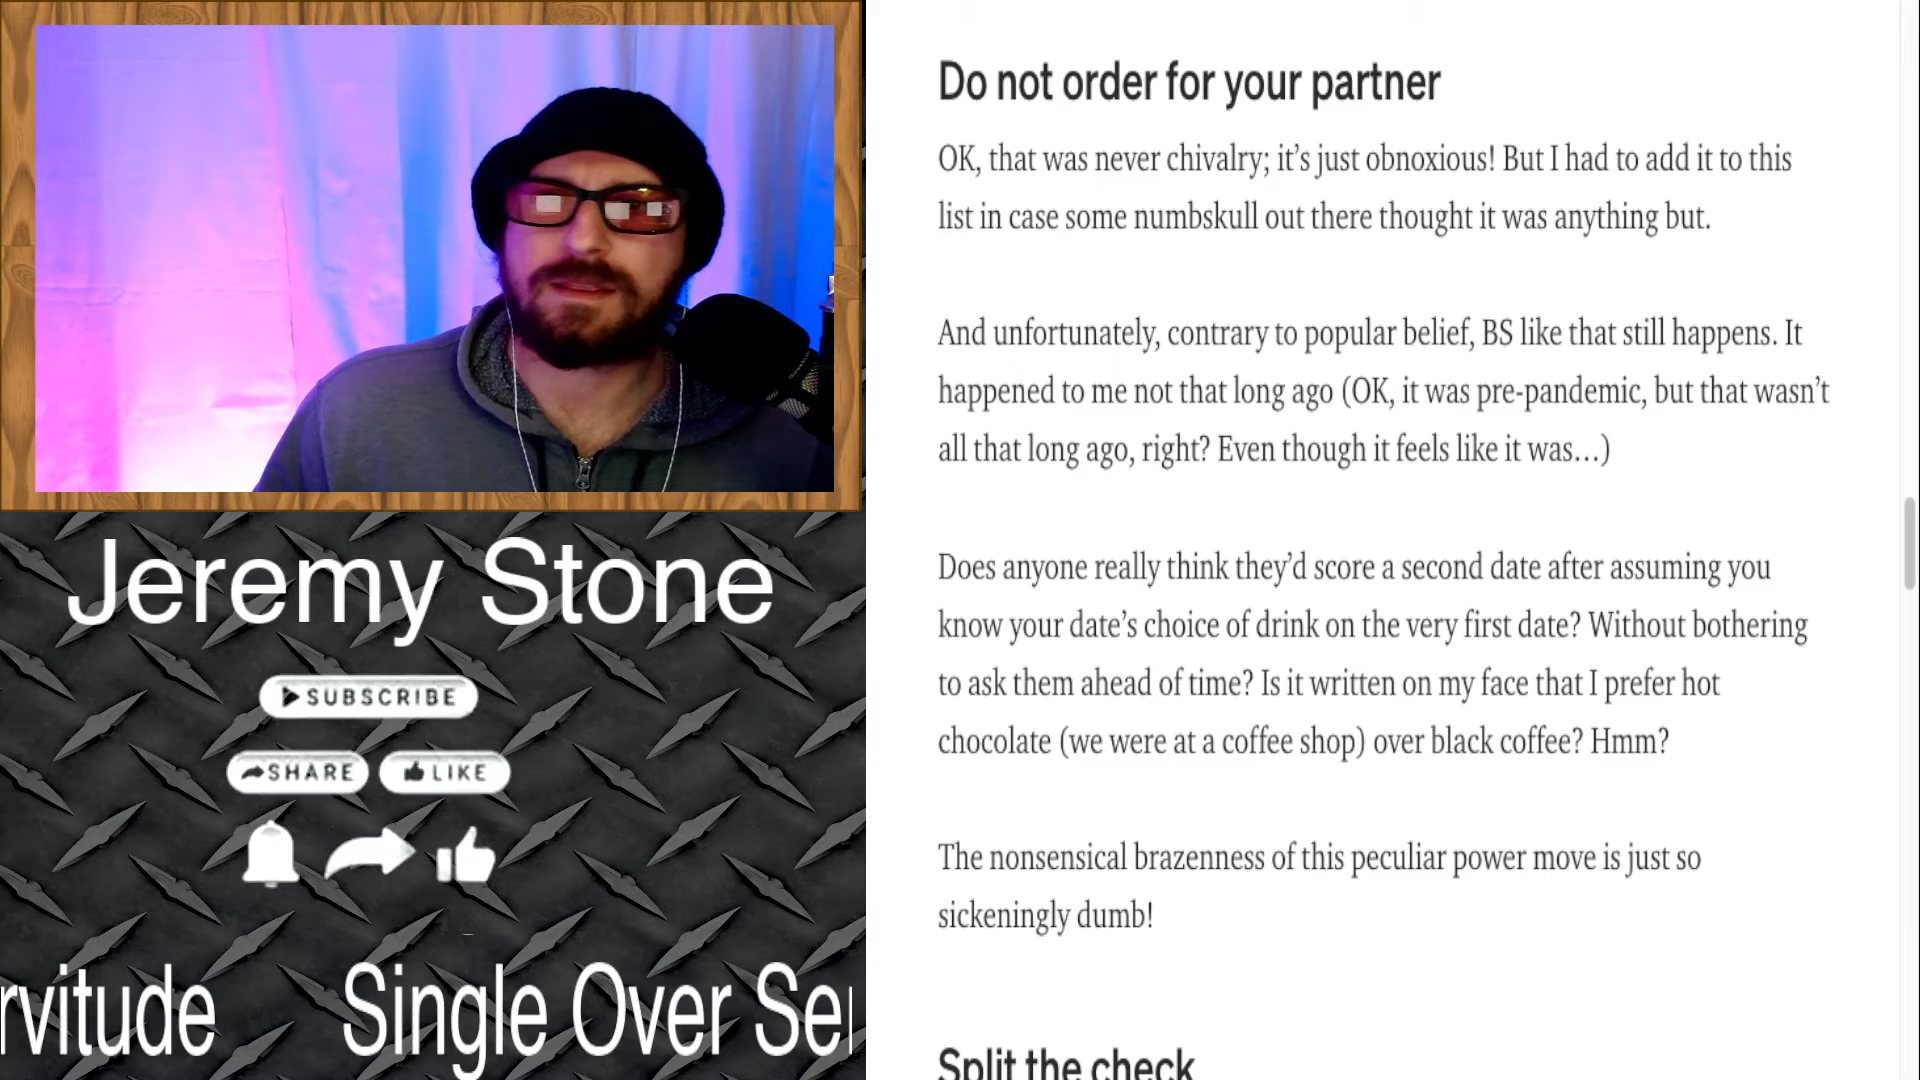 Jeremy Stone
SUBSCRIBE
SHARE
LIKE
rvitude Single Over Ser
Do not order for your partner
OK, that was never chivalry; it’s just obnoxious! But I had to add it to this
list in case some numbskull out there thought it was anything but.
And unfortunately, contrary to popular belief, BS like that still happens. It
happened to me not that long ago (OK, it was pre-pandemic, but that wasn’t
all that long ago, right? Even though it feels like it was…)
Does anyone really think they’d score a second date after assuming you
know your date’s choice of drink on the very first date? Without bothering
to ask them ahead of time? Is it written on my face that I prefer hot
chocolate (we were at a coffee shop) over black coffee? Hmm?
The nonsensical brazenness of this peculiar power move is just so
sickeningly dumb!
Split the check